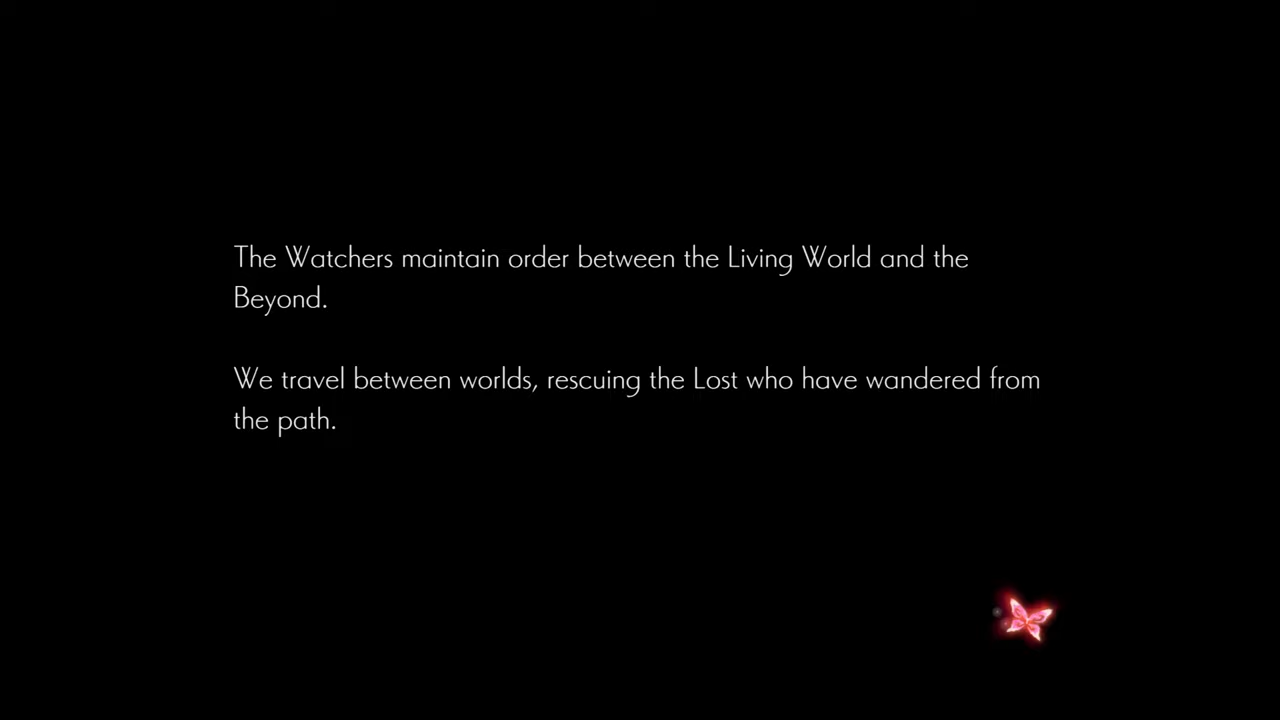 The Watchers maintain order between the Living World and the
Beyond.
We travel between worlds, rescuing the Lost who have wandered from
the path.